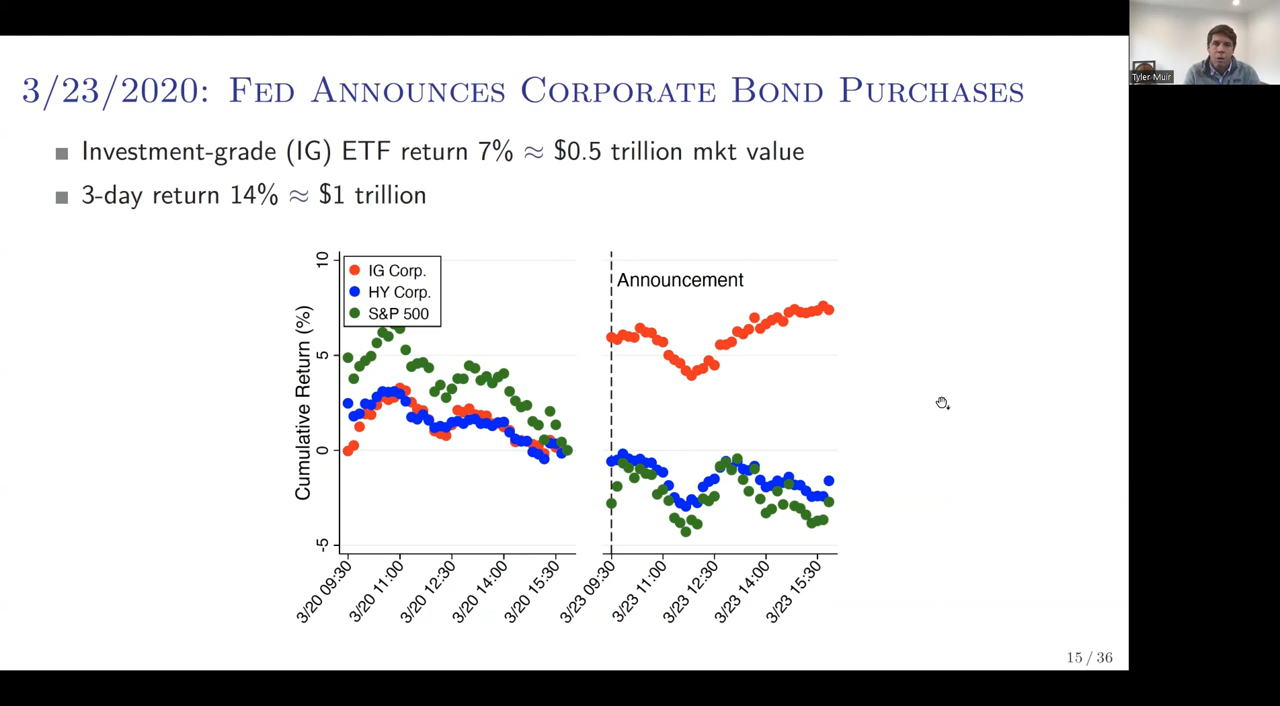 3/23/2020: FED ANNOUNCES CORPORATE BOND PURCHASES
Investment-grade (IG) ETF return 7% ≈ $0.5 trillion mkt value
3-day return 14% ≈ $1 trillion
IG Corp.
HY Corp.
S&P 500
Announcement
Cumulative Return (%)
10
5
0
-5
3/20 09:30
3/20 11:00
3/20 12:30
3/20 14:00
3/20 15:30
3/23 09:30
3/23 11:00
3/23 12:30
3/23 14:00
3/23 15:30
15 / 36
Tyler Muir